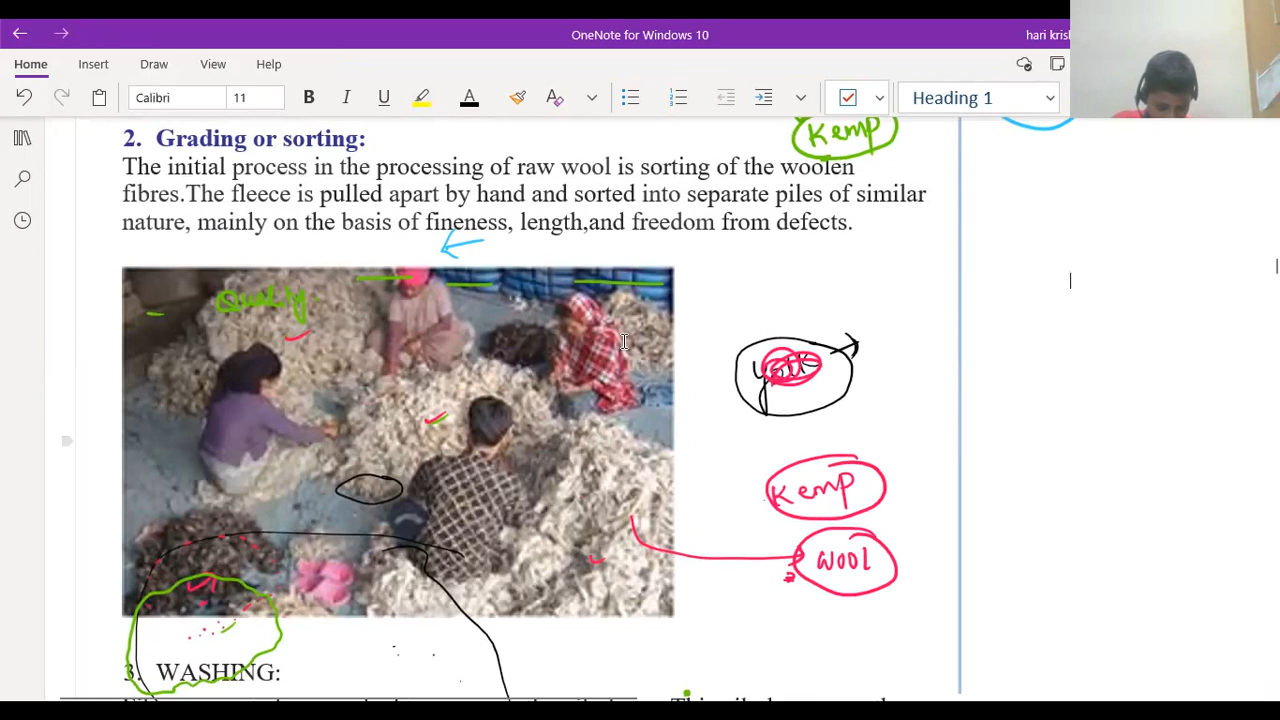 OneNote for Windows 10
hari krish
Home Insert Draw View Help
Calibri 11 B I U A Heading 1
Kemp
2. Grading or sorting:
The initial process in the processing of raw wool is sorting of the woolen
fibres.The fleece is pulled apart by hand and sorted into separate piles of similar
nature, mainly on the basis of fineness, length,and freedom from defects.
Quality
Kemp
WOOL
3. WASHING: